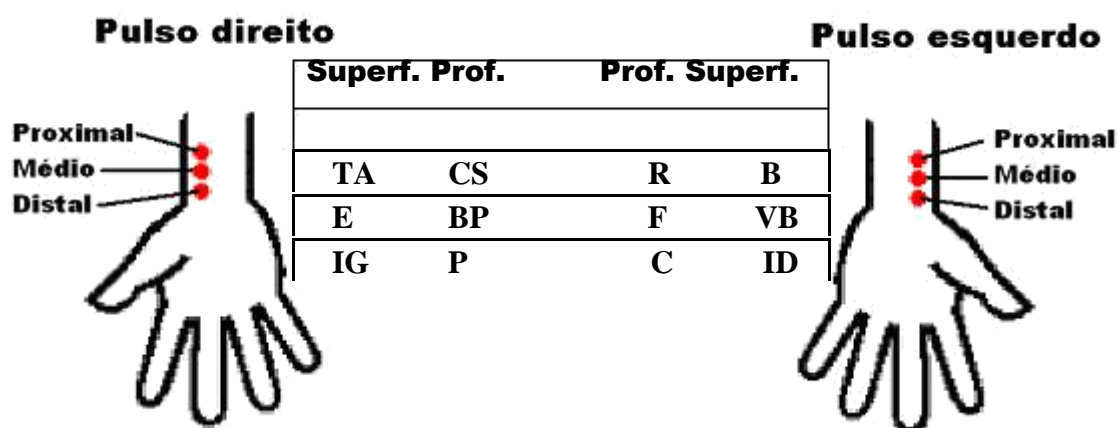 Pulso direito
Pulso esquerdo
Superf. Prof. Prof. Superf.
Proximal
Médio
Distal
TA CS R B
E BP F VB
IG P C ID
Proximal
Médio
Distal